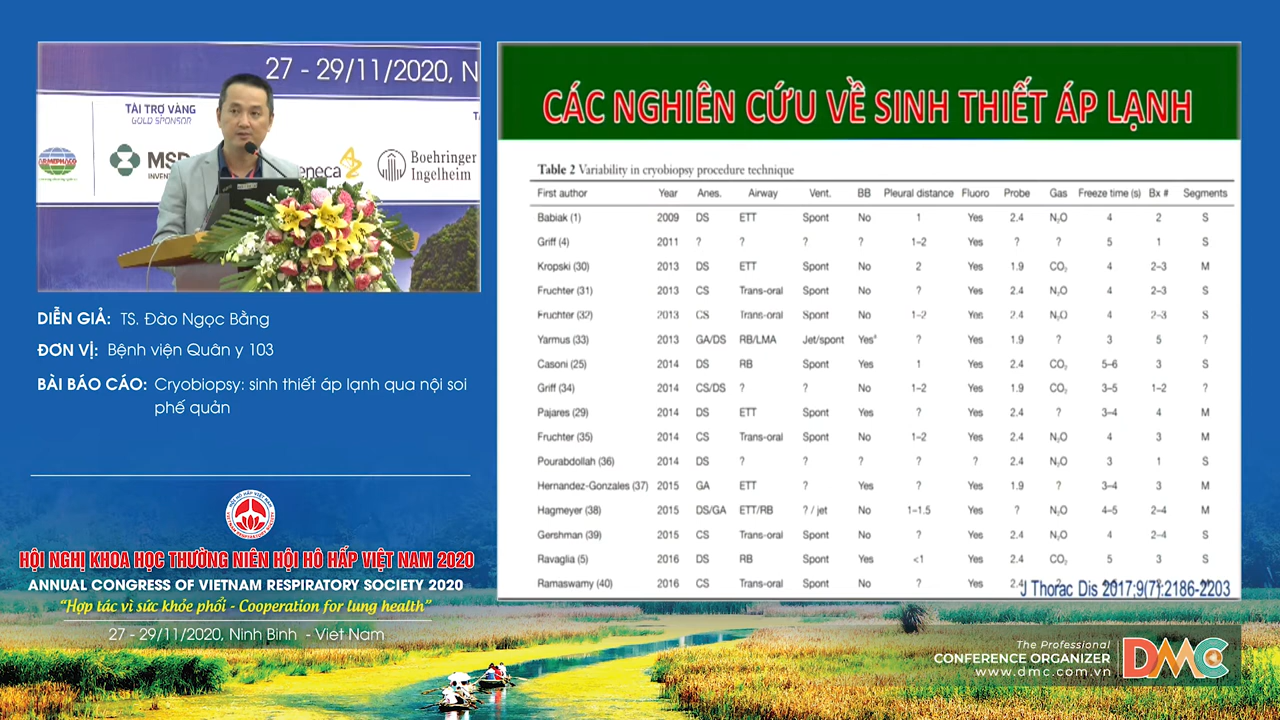 27 - 29/11/2020, N
TÀI TRỢ VÀNG
GOLD SPONSOR
ARMEPHACO
MSD
INVEN
eneca
Boehringer
Ingelheim
DIỄN GIẢ: TS. Đào Ngọc Bằng
ĐƠN VỊ: Bệnh viện Quân y 103
BÀI BÁO CÁO: Cryobiopsy: sinh thiết áp lạnh qua nội soi
phế quản
HỘI HÔ HẤP VIỆT NAM
HỘI NGHỊ KHOA HỌC THƯỜNG NIÊN HỘI HÔ HẤP VIỆT NAM 2020
ANNUAL CONGRESS OF VIETNAM RESPIRATORY SOCIETY 2020
“Hợp tác vì sức khỏe phổi - Cooperation for lung health”
27 - 29/11/2020, Ninh Bình - Viet Nam
CÁC NGHIÊN CỨU VỀ SINH THIẾT ÁP LẠNH
Table 2 Variability in cryobiopsy procedure technique
First author Year Anes. Airway Vent. BB Pleural distance Fluoro Probe Gas Freeze time (s) Bx # Segments
Babiak (1) 2009 DS ETT Spont No 1 Yes 2.4 N₂O 4 2 S
Griff (4) 2011 ? ? ? ? 1–2 Yes ? ? 5 1 S
Kropski (30) 2013 DS ETT Spont No 2 Yes 1.9 CO₂ 4 2–3 M
Fruchter (31) 2013 CS Trans-oral Spont No ? Yes 2.4 N₂O 4 2–3 S
Fruchter (32) 2013 CS Trans-oral Spont No 1–2 Yes 2.4 N₂O 4 2–3 S
Yarmus (33) 2013 GA/DS RB/LMA Jet/spont Yesª ? Yes 1.9 ? 3 5 ?
Casoni (25) 2014 DS RB Spont Yes 1 Yes 2.4 CO₂ 5–6 3 S
Griff (34) 2014 CS/DS ? ? No 1–2 Yes 1.9 CO₂ 3–5 1–2 ?
Pajares (29) 2014 DS ETT Spont Yes ? Yes 2.4 ? 3–4 4 M
Fruchter (35) 2014 CS Trans-oral Spont No 1–2 Yes 2.4 N₂O 4 3 M
Pourabdollah (36) 2014 DS ? ? ? ? ? 2.4 N₂O 3 1 S
Hernandez-Gonzales (37) 2015 GA ETT ? Yes ? Yes 1.9 ? 3–4 3 M
Hagmeyer (38) 2015 DS/GA ETT/RB ? / jet No 1–1.5 Yes ? N₂O 4–5 2–4 M
Gershman (39) 2015 CS Trans-oral Spont No ? Yes 2.4 N₂O 4 2–4 S
Ravaglia (5) 2016 DS RB Spont Yes <1 Yes 2.4 CO₂ 5 3 S
Ramaswamy (40) 2016 CS Trans-oral Spont No ? Yes 2.4
J Thorac Dis 2017;9(7):2186-2203
The Professional
CONFERENCE ORGANIZER
www.dmc.com.vn
DMC